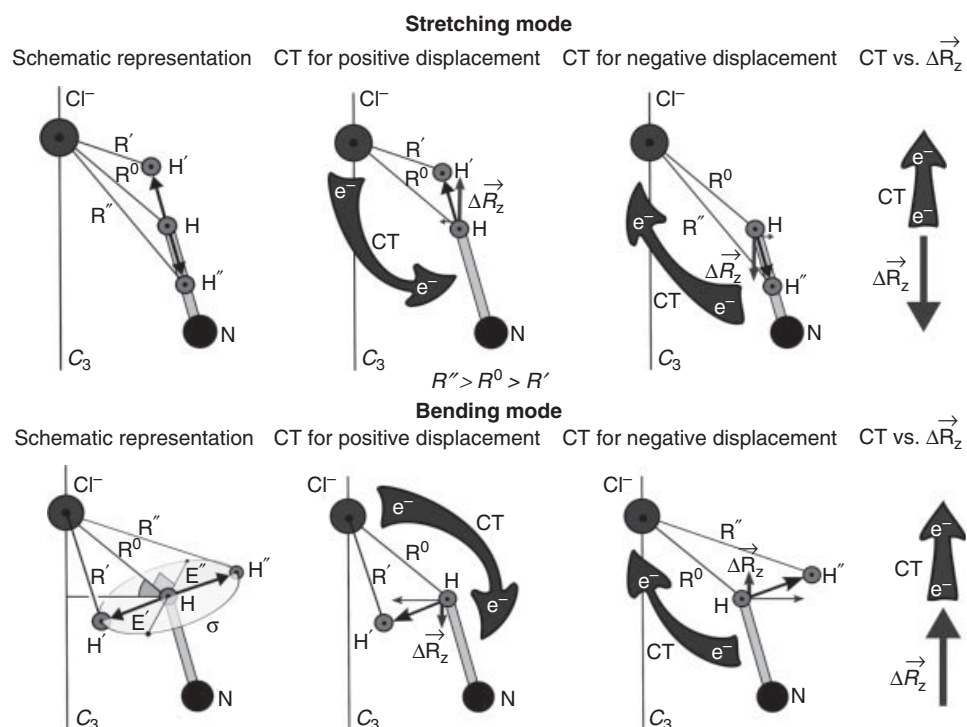 Stretching mode
Schematic representation CT for positive displacement CT for negative displacement CT vs. ΔR⃗z
Cl⁻ R′ H′ R⁰ R″ H H″ N C₃
Cl⁻ R′ H′ R⁰ e⁻ ΔR⃗z H CT e⁻ N
Cl⁻ R⁰ e⁻ R″ H ΔR⃗z H″ CT e⁻ N C₃
e⁻ CT e⁻ ΔR⃗z
R″ > R⁰ > R′
Bending mode
Schematic representation CT for positive displacement CT for negative displacement CT vs. ΔR⃗z
Cl⁻ R″ R⁰ R′ E″ H″ H E′ H′ σ N C₃
Cl⁻ e⁻ CT R⁰ R′ H e⁻ H′ ΔR⃗z N
Cl⁻ R″ e⁻ R⁰ ΔR⃗z H″ H CT e⁻ N C₃
e⁻ CT e⁻ ΔR⃗z